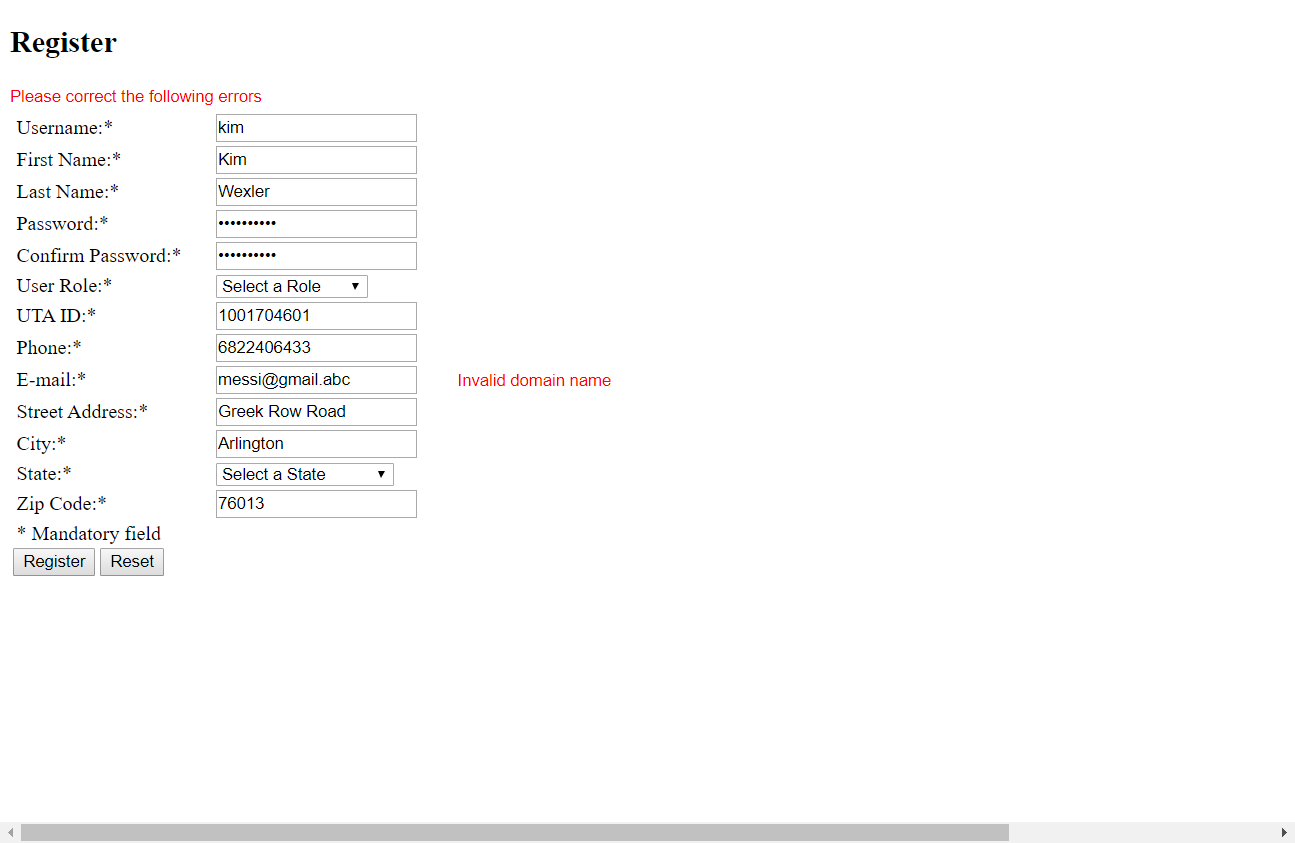 Register
Please correct the following errors
Username:* kim
First Name:* Kim
Last Name:* Wexler
Password:* ••••••••••
Confirm Password:* ••••••••••
User Role:* Select a Role
UTA ID:* 1001704601
Phone:* 6822406433
E-mail:* messi@gmail.abc Invalid domain name
Street Address:* Greek Row Road
City:* Arlington
State:* Select a State
Zip Code:* 76013
* Mandatory field
Register Reset